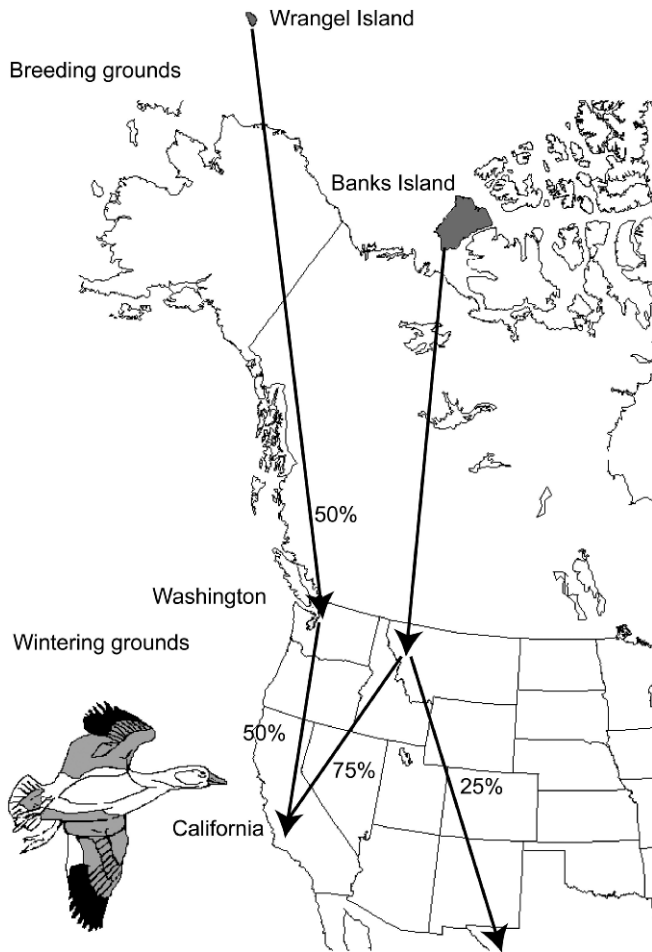 Wrangel Island
Breeding grounds
Banks Island
50%
Washington
Wintering grounds
50%
75%
25%
California